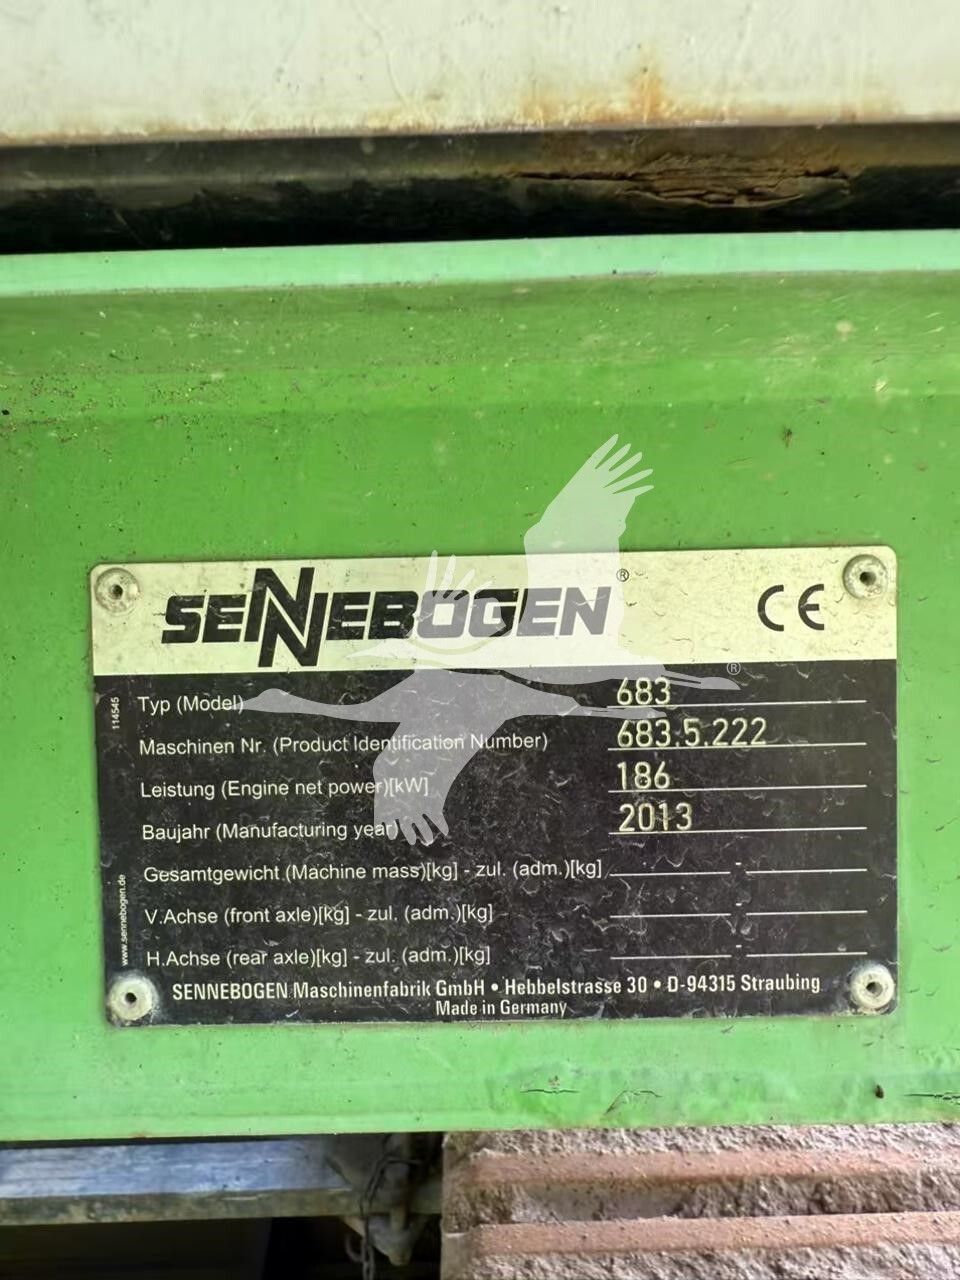 SENNEBOGEN®
CE
®
114545
Typ (Model) 683
Maschinen Nr. (Product Identification Number) 683.5.222
Leistung (Engine net power)[kW] 186
Baujahr (Manufacturing year) 2013
Gesamtgewicht (Machine mass)[kg] - zul. (adm.)[kg] -
V.Achse (front axle)[kg] - zul. (adm.)[kg] -
H.Achse (rear axle)[kg] - zul. (adm.)[kg] -
www.sennebogen.de
SENNEBOGEN Maschinenfabrik GmbH • Hebbelstrasse 30 • D-94315 Straubing
Made in Germany